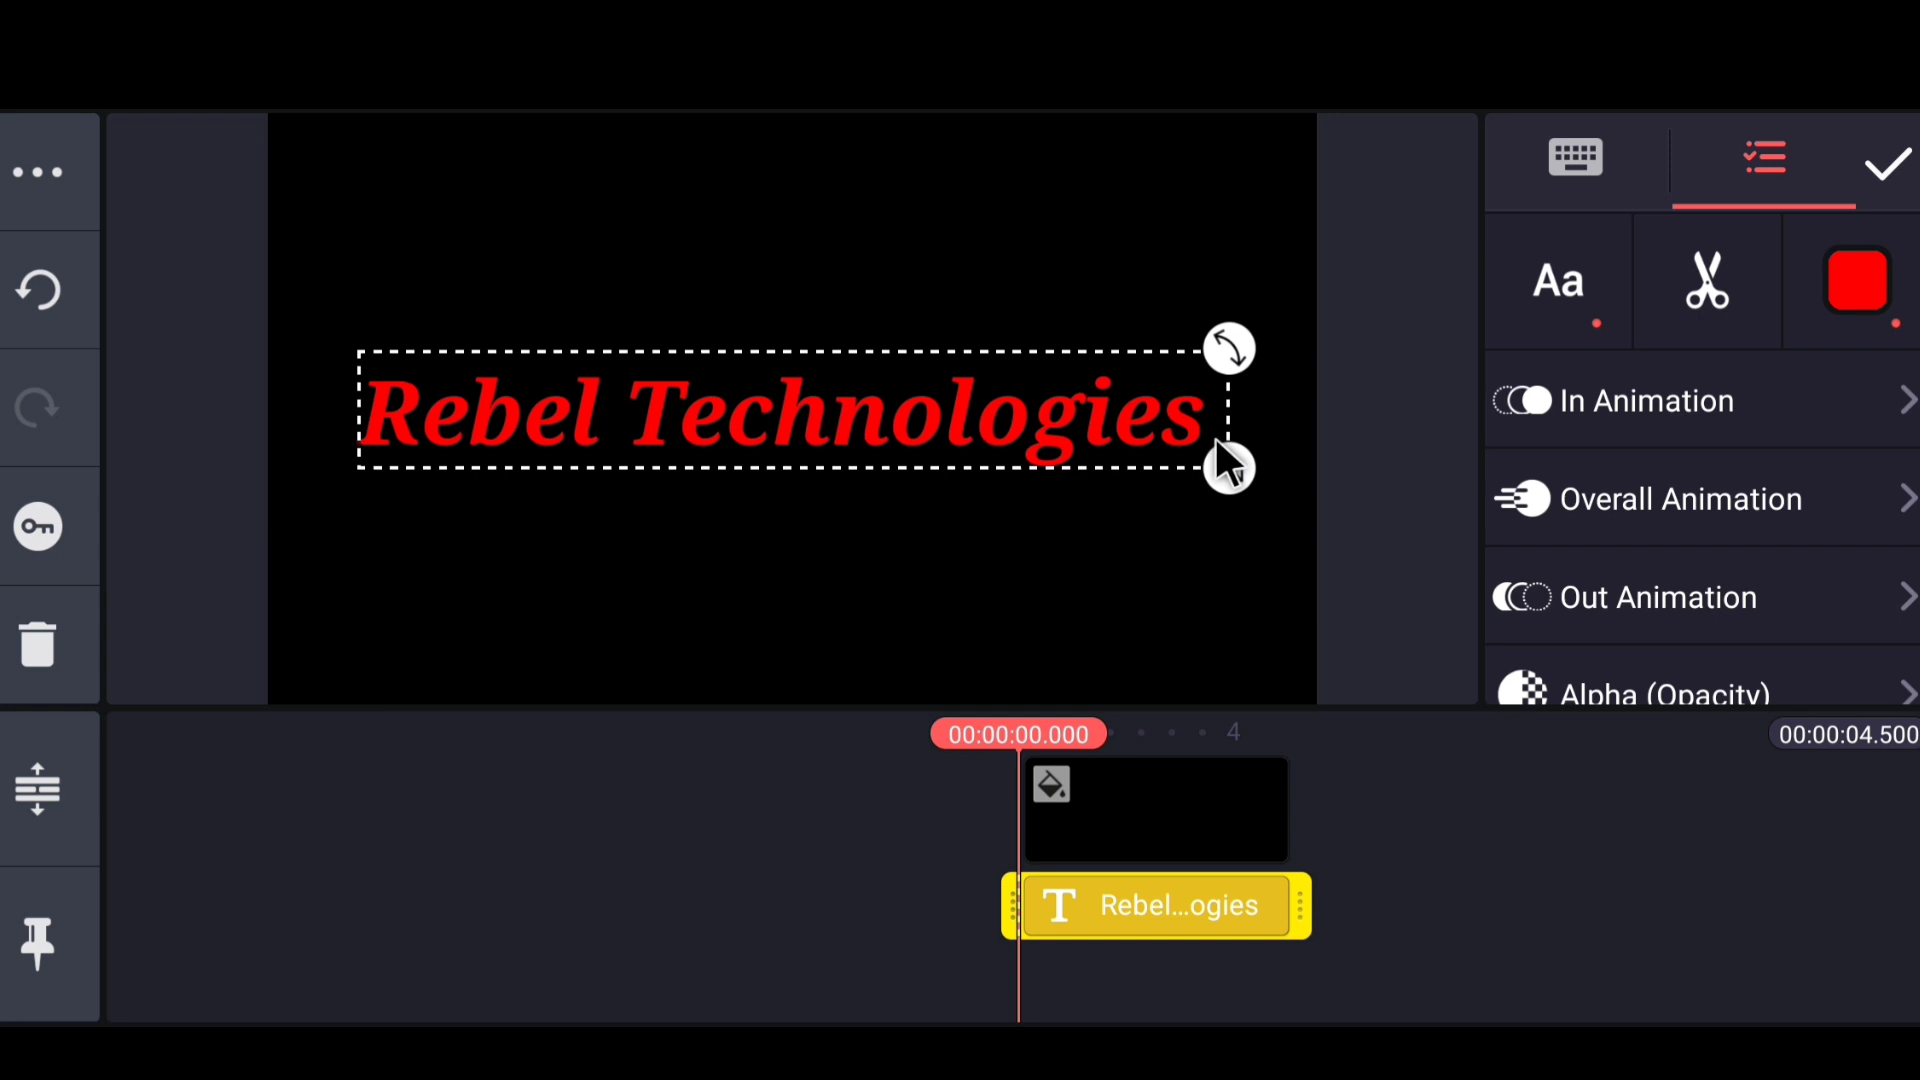 Aa
In Animation
Rebel Technologies
Overall Animation
Out Animation
Alpha (Opacity)
00:00:00.000
4
00:00:04.500
T Rebel...ogies